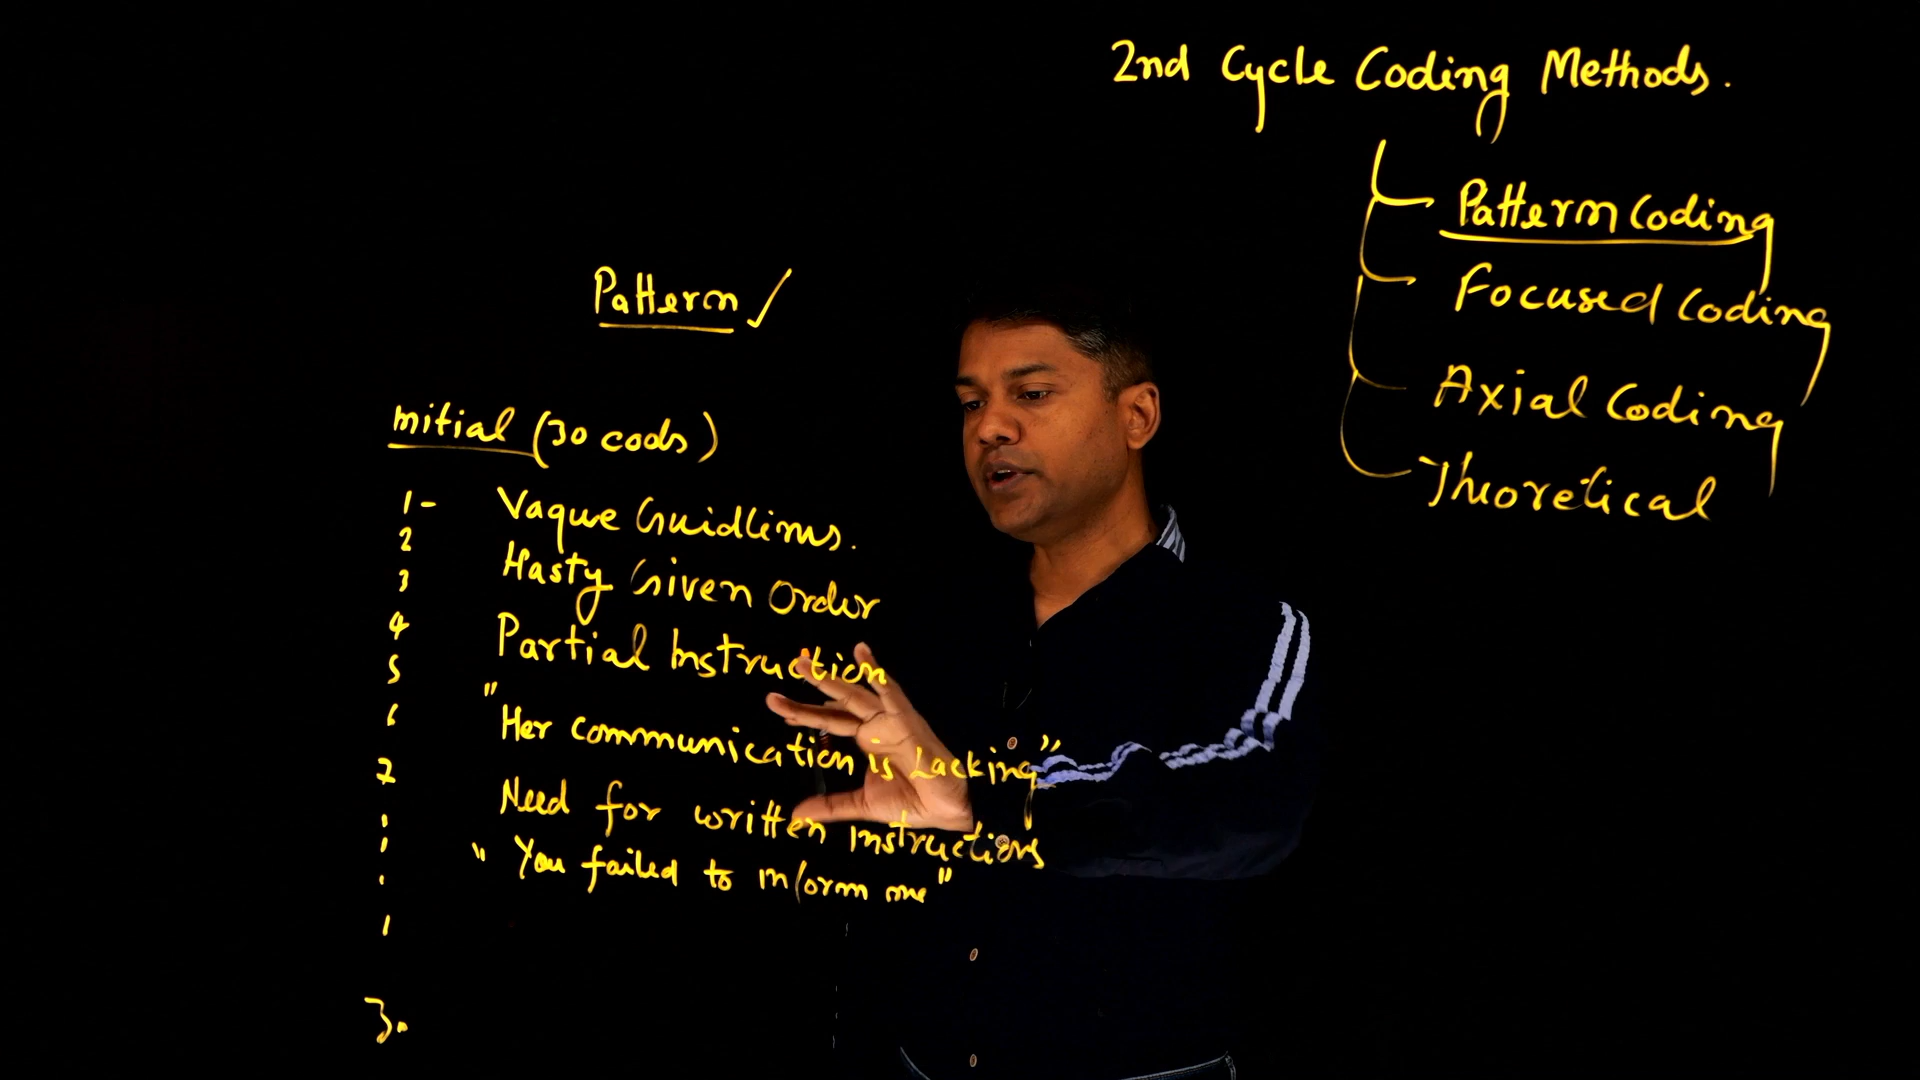 2nd Cycle Coding Methods.
Pattern Coding
Focused Coding
Axial Coding
Theoretical
Pattern ✓
initial (30 cods)
1-
2
3
4
5
6
7
30
Vague Guidlines.
Hasty Given Order
Partial Instruction
"Her communication is Lacking"
Need for written instructions
"You failed to inform me"